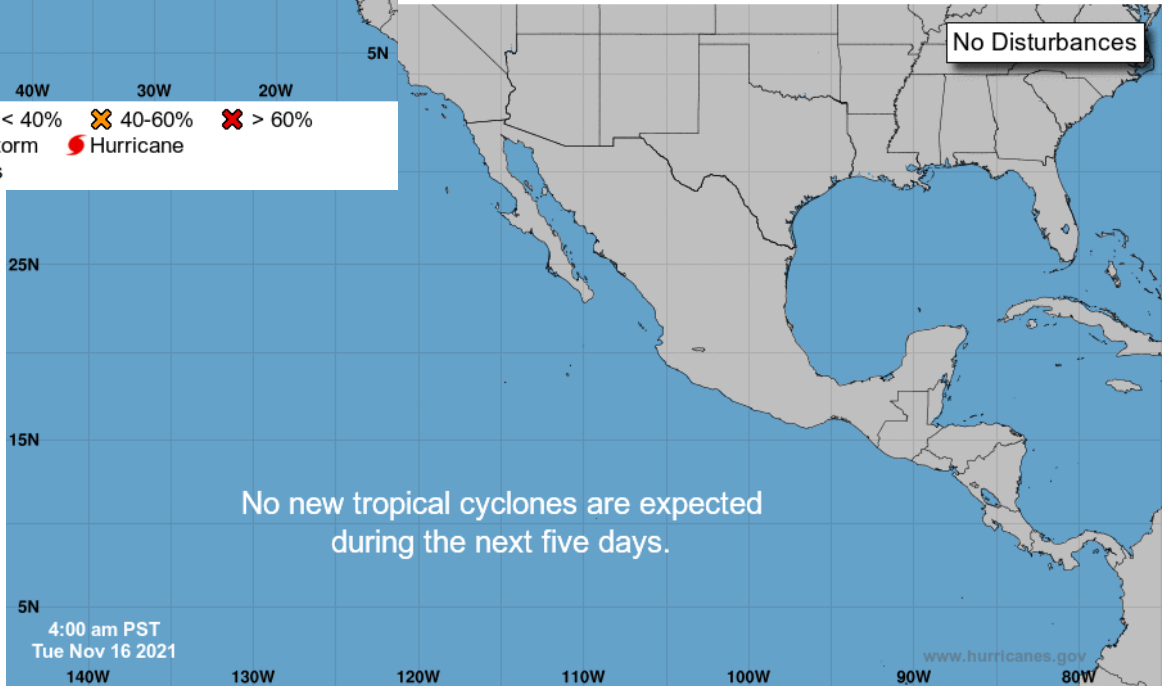 No Disturbances
5N
40W 30W 20W
< 40% 40-60% > 60%
orm Hurricane
s
25N
15N
No new tropical cyclones are expected
during the next five days.
5N
4:00 am PST
Tue Nov 16 2021
www.hurricanes.gov
140W 130W 120W 110W 100W 90W 80W